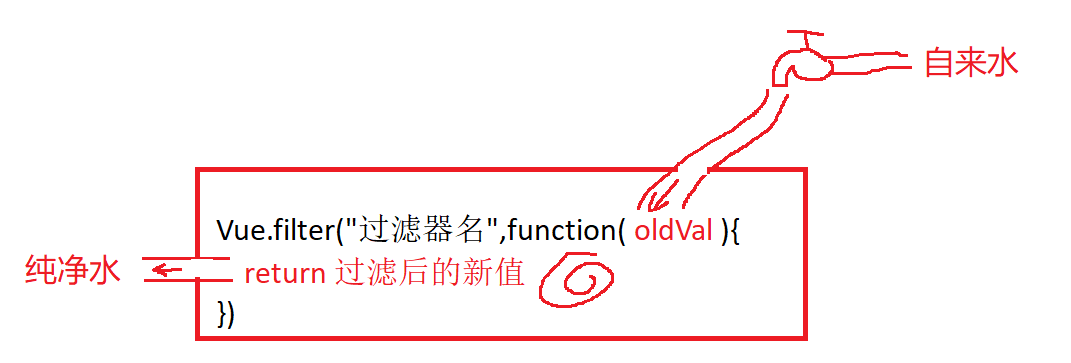 自来水
Vue.filter("过滤器名",function( oldVal ){
纯净水
return 过滤后的新值
})